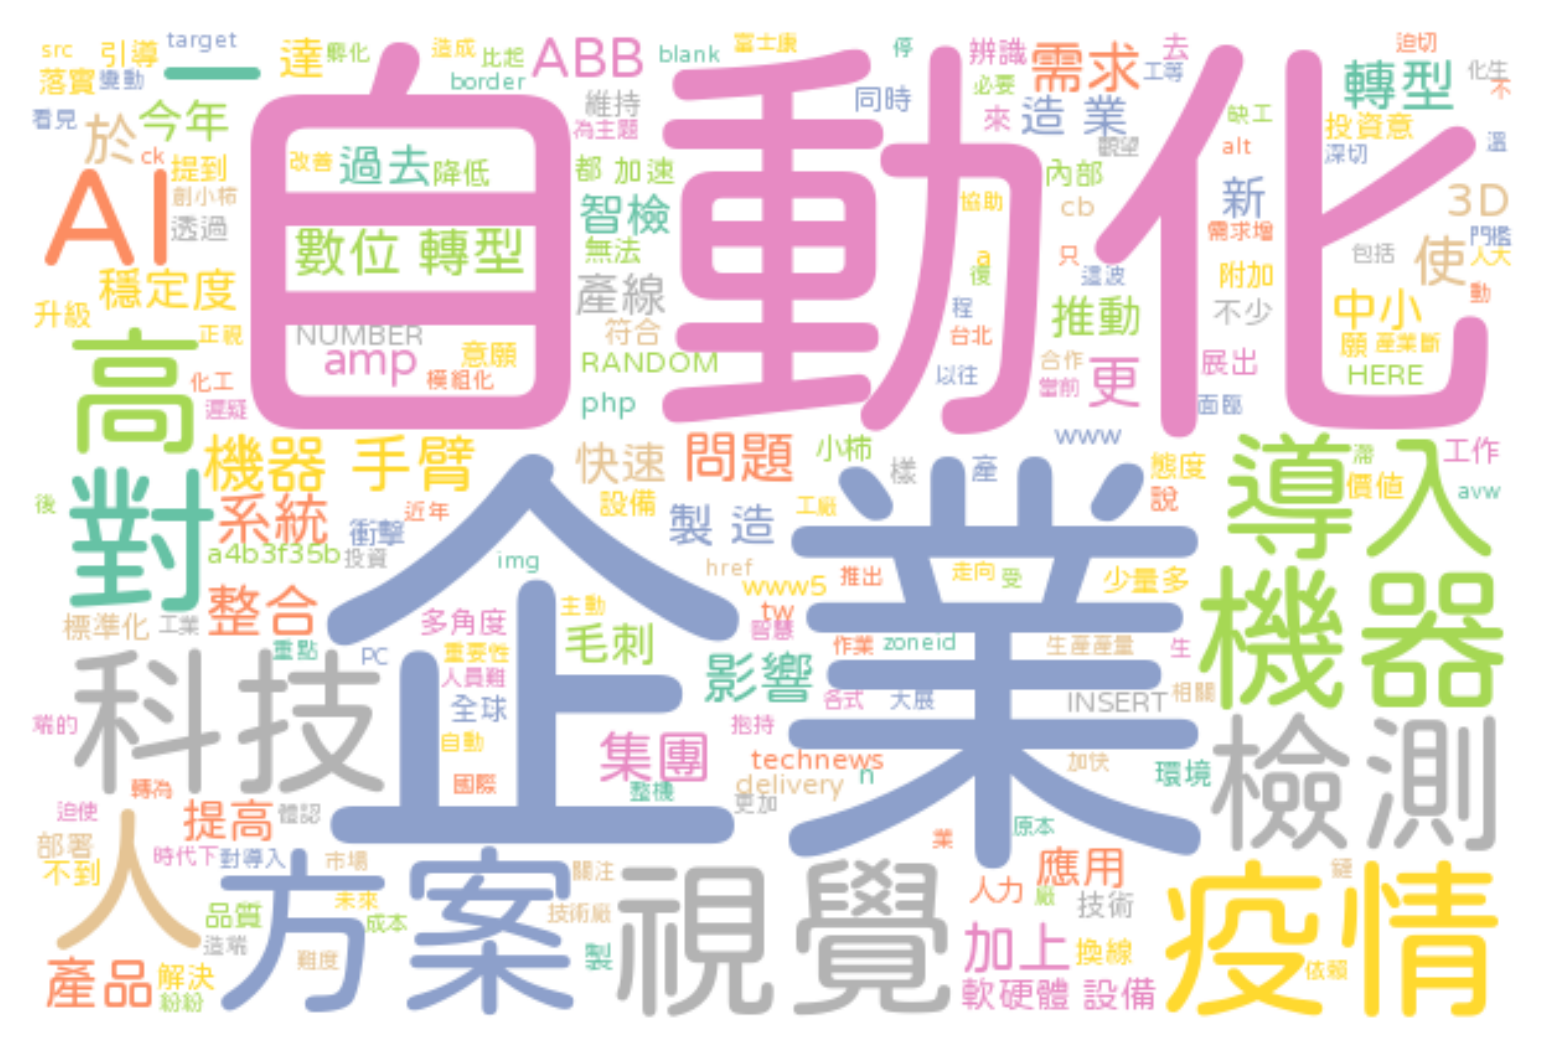 src
引導
target
一
達
孵化
造成
比起
ABB
blank
富士康
停
辨識
需求
去
迫切
落實
變動
border
維持
同時
必要
工等
轉型
化生
不
看見
於
今年
為主題
來
造 業
觀望
缺工
投資意
深切
溫
自動化
ck
提到
改善
過去
降低
都
加速
內部
alt
AI
創小柿
透過
智檢
協助
cb
新
3D
需求增
門檻
數位 轉型
無法
a
只
包括
使
人大
穩定度
產線
復
這波
附加
動
升級
正視
NUMBER
符合
程
台北
推動
不少
中小
願
產業斷
amp
意願
RANDOM
合作
展出
高
化工
模組化
以往
當前
更
HERE
遲疑
php
面臨
www
機器 手臂
快速
問題
小柿
樣
產
態度
導入
滯
工作
價值
avw
後
對
系統
衝擊
近年
設備
製 造
工廠
說
a4b3f35b
投資
img
href
www5
推出
走向
受
少量多
企業
標準化
工業
整合
多角度
主動
毛刺
tw
智慧
作業
zoneid
生產產量
生
機器
科技
重點
PC
重要性
人員難
影響
各式
大展
INSERT
相關
端的
全球
自動
抱持
集團
technews
加快
環境
檢測
轉為
國際
整機
delivery
n
更加
迫使
提高
體認
原本
業
部署
人
時代下
對導入
市場
方案
關注
視覺
應用
疫情
鏈
不到
品質
未來
成本
技術廠
人力
廠
技術
造端
難度
製
加上
換線
依賴
產品
解決
紛紛
軟硬體 設備